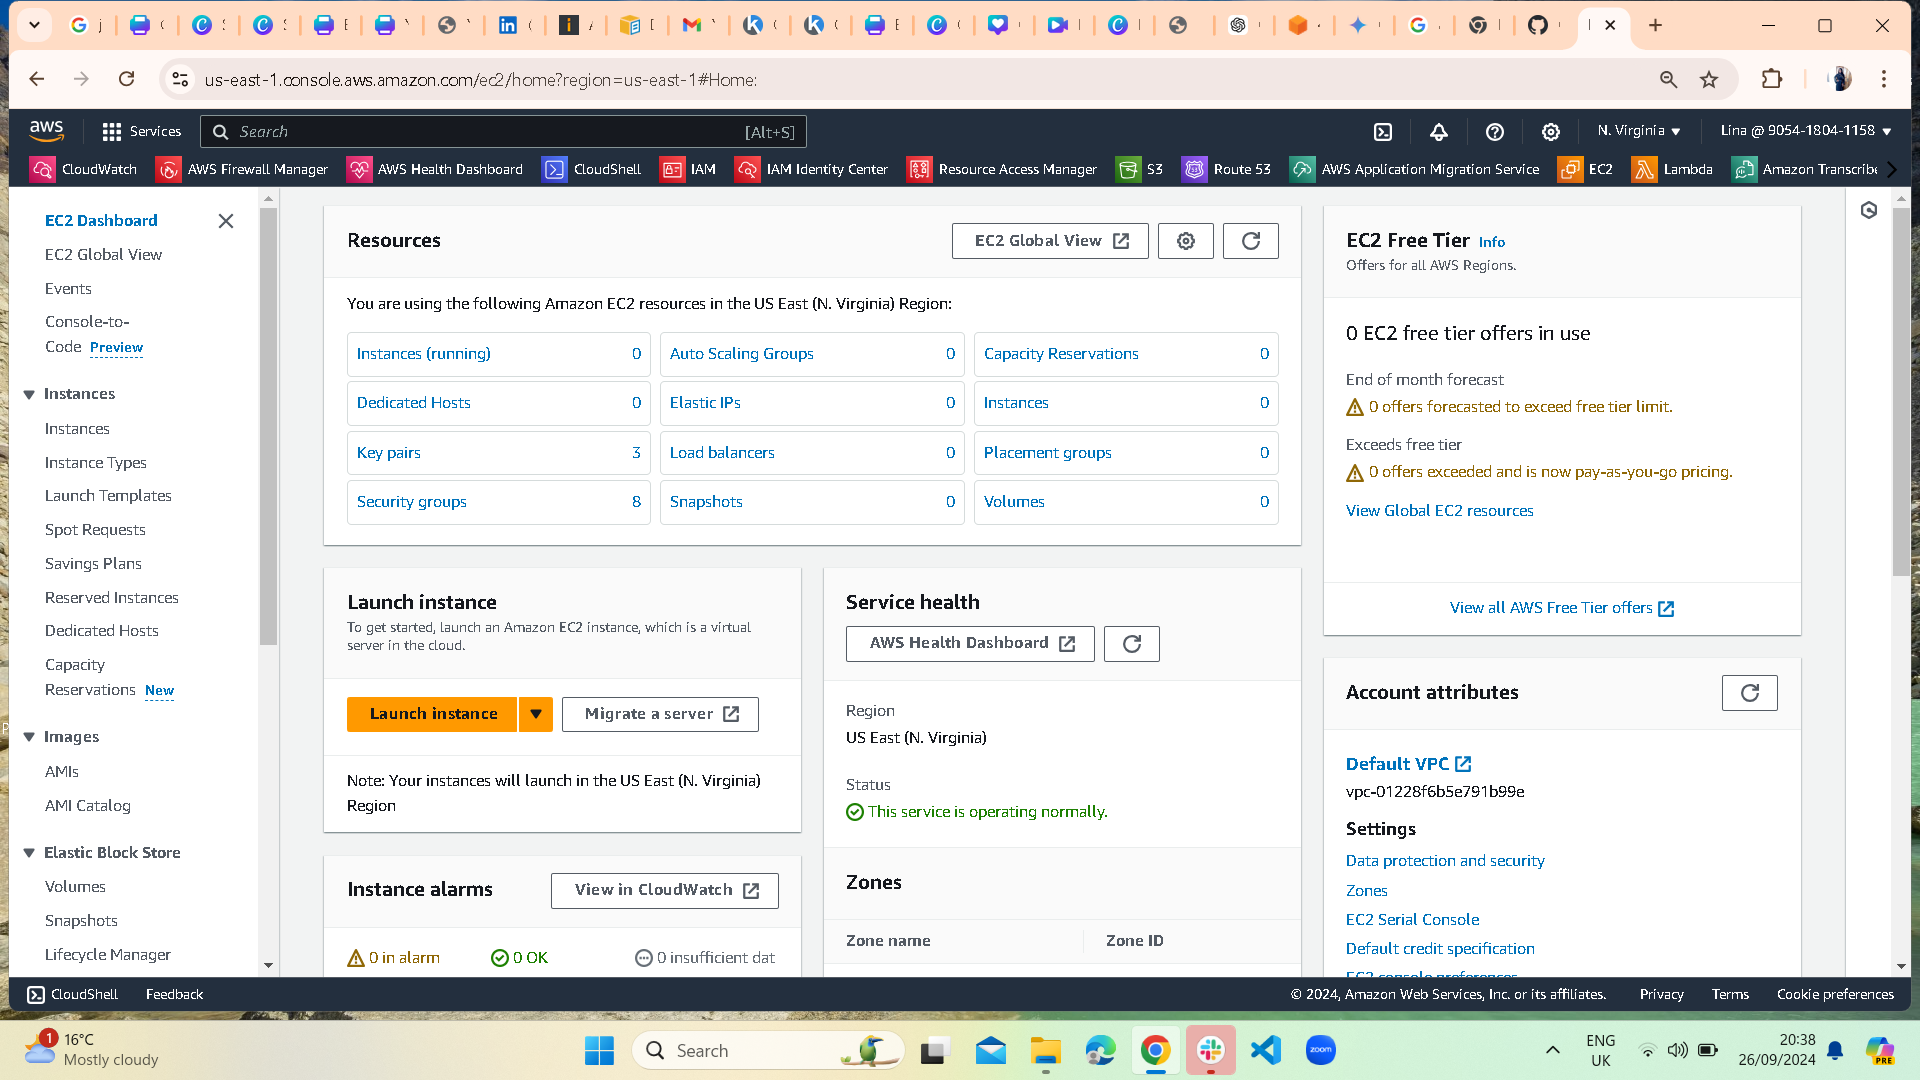 us-east-1.console.aws.amazon.com/ec2/home?region=us-east-1#Home:
aws
Services
Search
[Alt+S]
N. Virginia
Lina @ 9054-1804-1158
CloudWatch
AWS Firewall Manager
AWS Health Dashboard
CloudShell
IAM
IAM Identity Center
Resource Access Manager
S3
Route 53
AWS Application Migration Service
EC2
Lambda
Amazon Transcribe
EC2 Dashboard
EC2 Global View
Events
Console-to-
Code Preview
Instances
Instances
Instance Types
Launch Templates
Spot Requests
Savings Plans
Reserved Instances
Dedicated Hosts
Capacity
Reservations New
Images
AMIs
AMI Catalog
Elastic Block Store
Volumes
Snapshots
Lifecycle Manager
Resources
EC2 Global View
You are using the following Amazon EC2 resources in the US East (N. Virginia) Region:
Instances (running) 0
Auto Scaling Groups 0
Capacity Reservations 0
Dedicated Hosts 0
Elastic IPs 0
Instances 0
Key pairs 3
Load balancers 0
Placement groups 0
Security groups 8
Snapshots 0
Volumes 0
Launch instance
To get started, launch an Amazon EC2 instance, which is a virtual
server in the cloud.
Launch instance
Migrate a server
Note: Your instances will launch in the US East (N. Virginia)
Region
Instance alarms
View in CloudWatch
0 in alarm
0 OK
0 insufficient dat
Service health
AWS Health Dashboard
Region
US East (N. Virginia)
Status
This service is operating normally.
Zones
Zone name
Zone ID
EC2 Free Tier Info
Offers for all AWS Regions.
0 EC2 free tier offers in use
End of month forecast
0 offers forecasted to exceed free tier limit.
Exceeds free tier
0 offers exceeded and is now pay-as-you-go pricing.
View Global EC2 resources
View all AWS Free Tier offers
Account attributes
Default VPC
vpc-01228f6b5e791b99e
Settings
Data protection and security
Zones
EC2 Serial Console
Default credit specification
EC2 console preferences
CloudShell
Feedback
© 2024, Amazon Web Services, Inc. or its affiliates.
Privacy
Terms
Cookie preferences
1
16°C
Mostly cloudy
Search
zoom
ENG
UK
20:38
26/09/2024
PRE